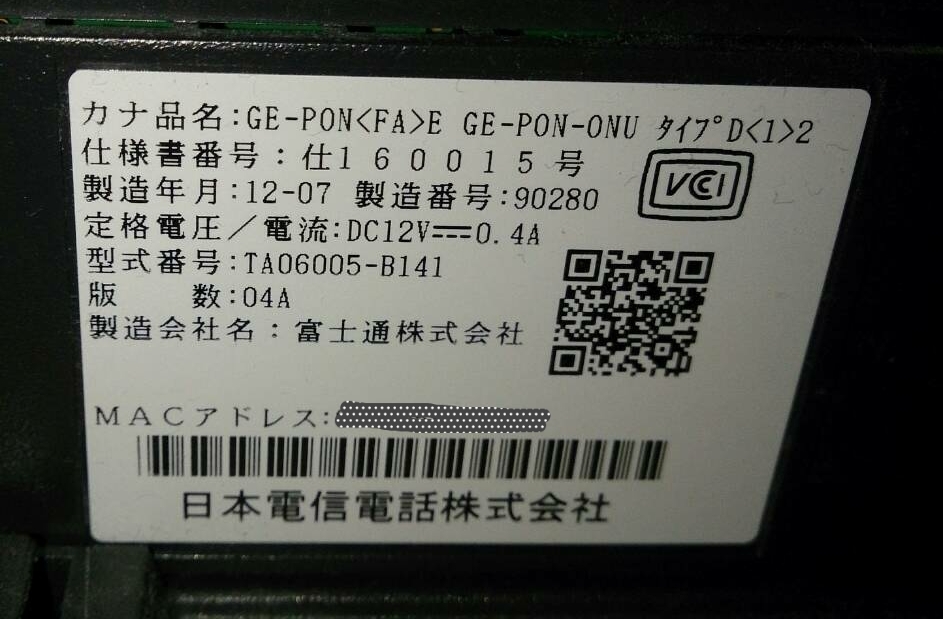 カナ品名:GE-PON<FA>E GE-PON-ONU タイプD<1>2
仕様書番号:仕160015号
製造年月:12-07 製造番号:90280
VCCI
定格電圧/電流:DC12V⎓0.4A
型式番号:TA06005-B141
版　　数:04A
製造会社名:富士通株式会社
MACアドレス:
日本電信電話株式会社